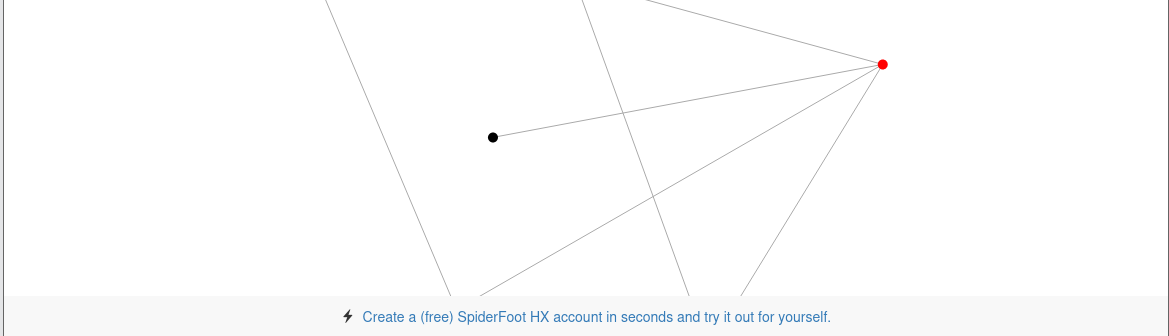 Create a (free) SpiderFoot HX account in seconds and try it out for yourself.